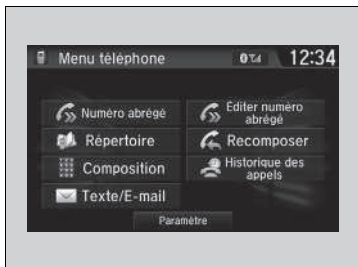 Menu téléphone 12:34
Numéro abrégé
Éditer numéro
abrégé
Répertoire
Recomposer
Composition
Historique des
appels
Texte/E-mail
Paramètre